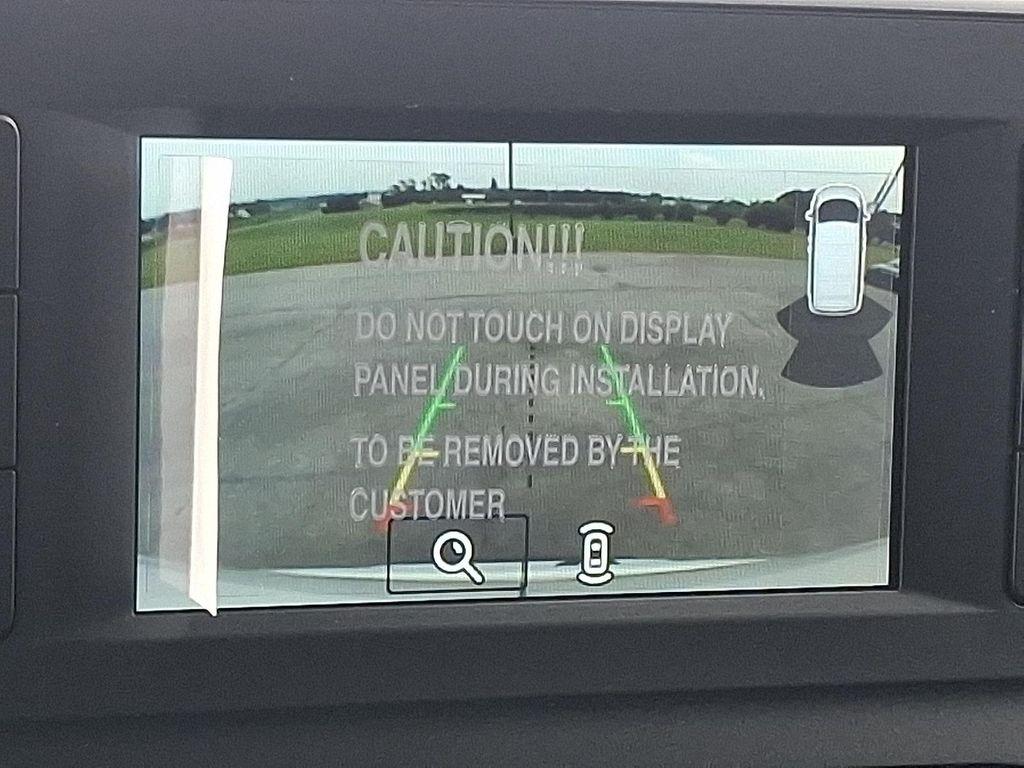 CAUTION!!!
DO NOT TOUCH ON DISPLAY
PANEL DURING INSTALLATION.
TO BE REMOVED BY THE
CUSTOMER